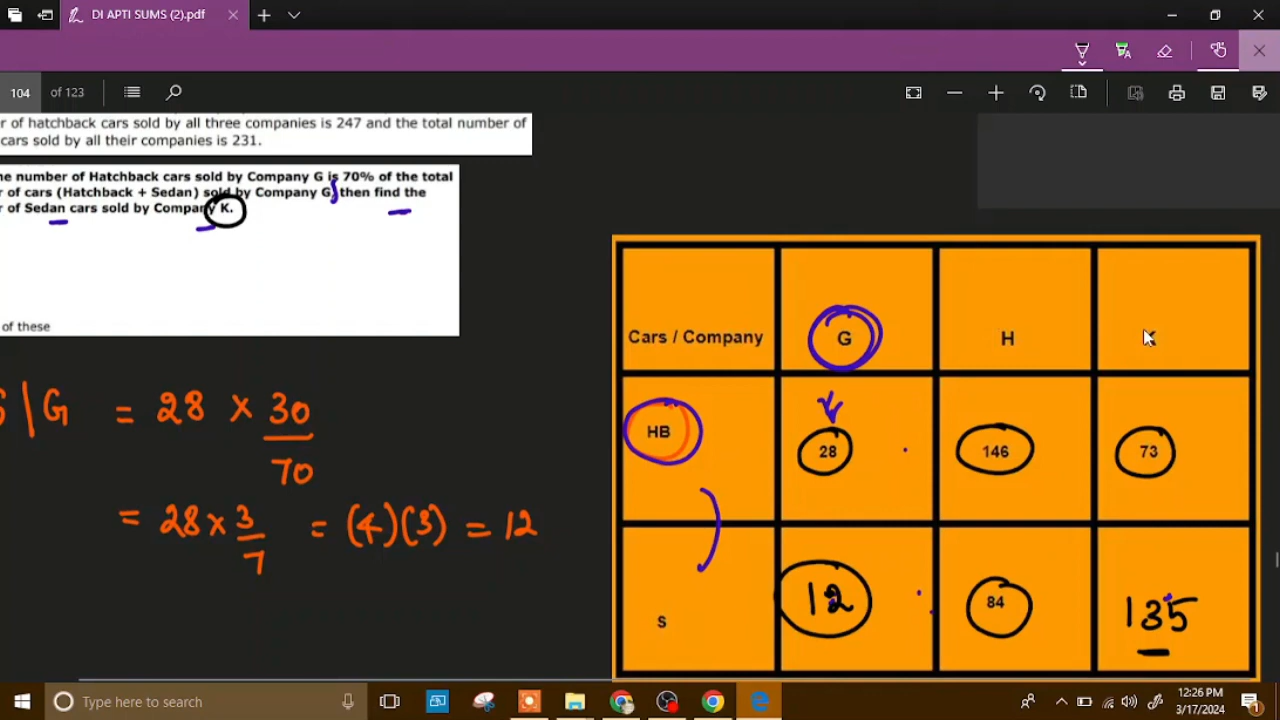 DI APTI SUMS (2).pdf
104 of 123
r of hatchback cars sold by all three companies is 247 and the total number of
cars sold by all their companies is 231.
ne number of Hatchback cars sold by Company G is 70% of the total
r of cars (Hatchback + Sedan) sold by Company G, then find the
r of Sedan cars sold by Company K.
of these
S | G = 28 × 30
70
= 28 × 3
7
= (4)(3) = 12
Cars / Company G H
HB 28 146 73
S 12 84 135
Type here to search
12:26 PM
3/17/2024